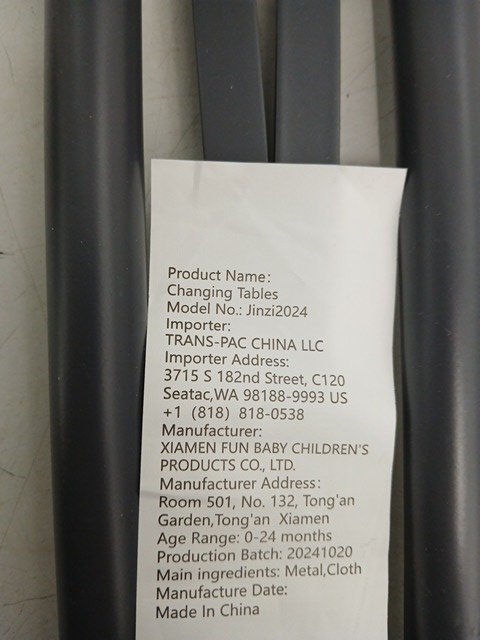 Product Name:
Changing Tables
Model No.: Jinzi2024
Importer:
TRANS-PAC CHINA LLC
Importer Address:
3715 S 182nd Street, C120
Seatac,WA 98188-9993 US
+1 (818) 818-0538
Manufacturer:
XIAMEN FUN BABY CHILDREN'S
PRODUCTS CO., LTD.
Manufacturer Address:
Room 501, No. 132, Tong'an
Garden,Tong'an Xiamen
Age Range: 0-24 months
Production Batch: 20241020
Main ingredients: Metal,Cloth
Manufacture Date:
Made In China